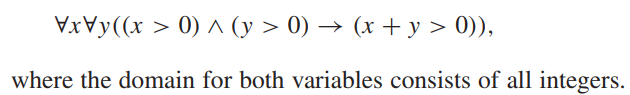 ∀x∀y((x > 0) ∧ (y > 0) → (x + y > 0)),
where the domain for both variables consists of all integers.